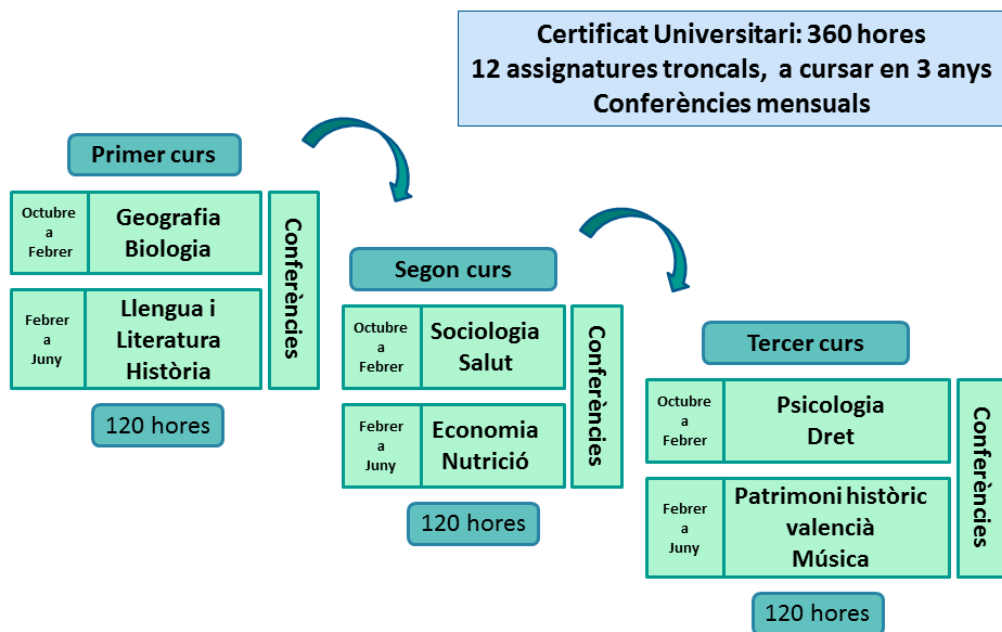 Certificat Universitari: 360 hores
12 assignatures troncals, a cursar en 3 anys
Conferències mensuals
Primer curs
Octubre
a
Febrer
Geografia
Biologia
Febrer
a
Juny
Llengua i
Literatura
Història
Conferències
120 hores
Segon curs
Octubre
a
Febrer
Sociologia
Salut
Febrer
a
Juny
Economia
Nutrició
Conferències
120 hores
Tercer curs
Octubre
a
Febrer
Psicologia
Dret
Febrer
a
Juny
Patrimoni històric
valencià
Música
Conferències
120 hores